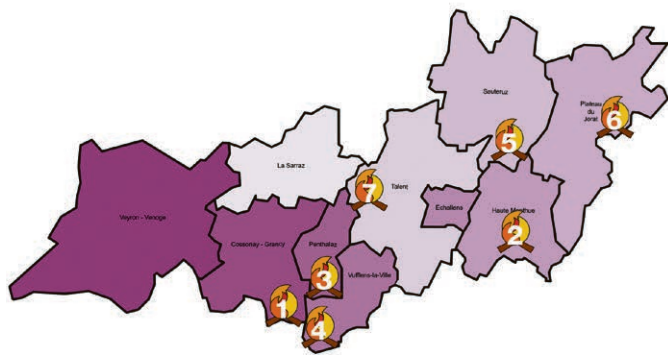 Sauteruz
Plateau
du
Jorat
6
5
La Sarraz
7
Talent
Echallens
Haute Menthue
2
Veyron - Venoge
Cossonay - Grancy
Penthalaz
3
Vufflens-la-Ville
1
4